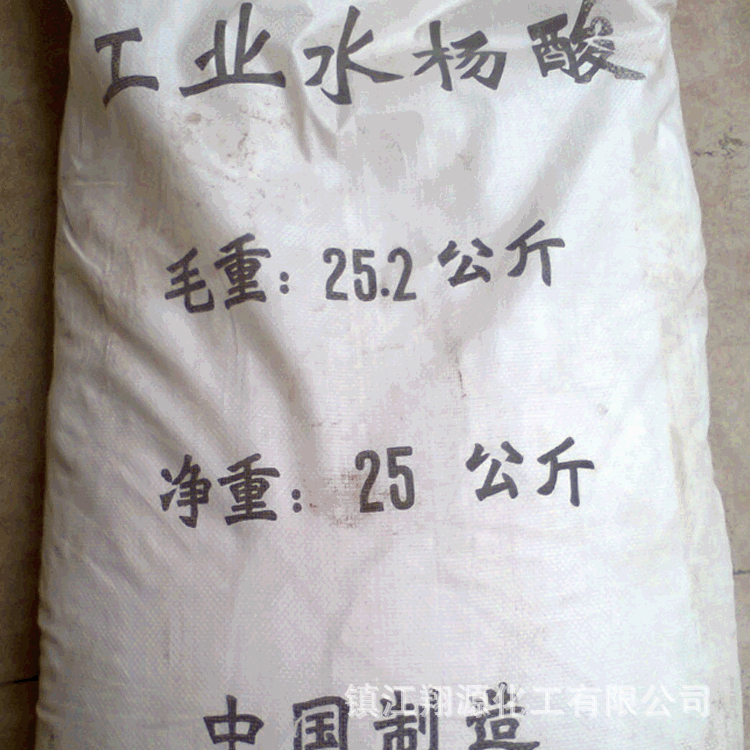 工业水杨酸
毛重：25.2公斤
净重：25 公斤
中国制造
镇江翔源化工有限公司